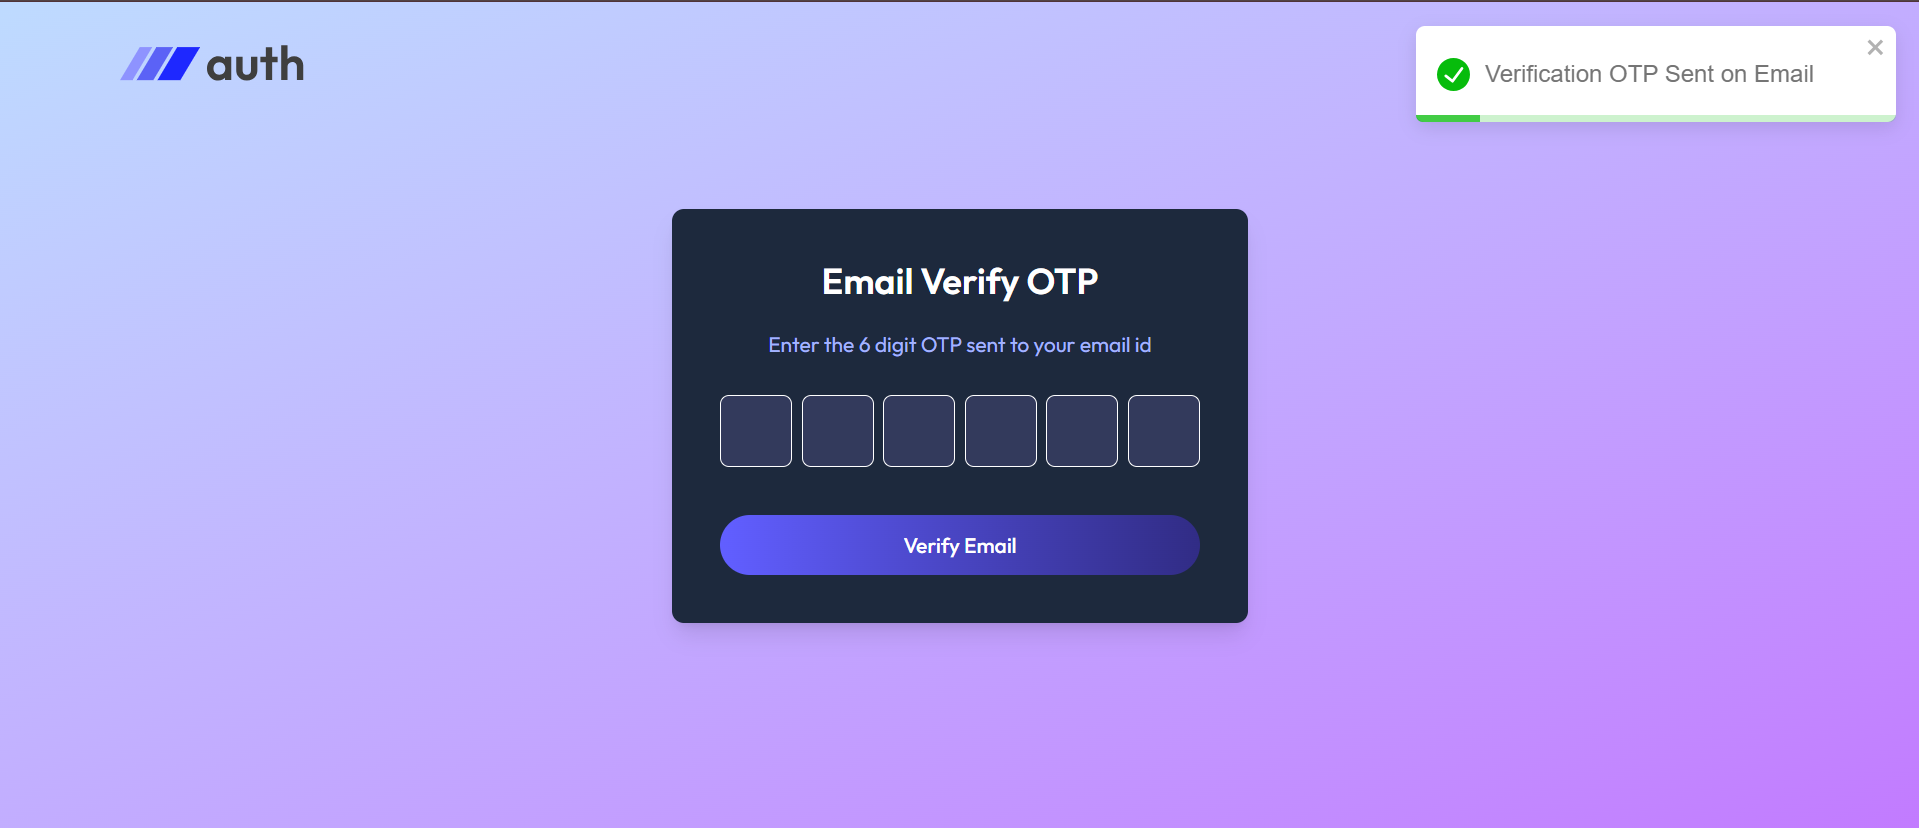 auth
Verification OTP Sent on Email
Email Verify OTP
Enter the 6 digit OTP sent to your email id
Verify Email